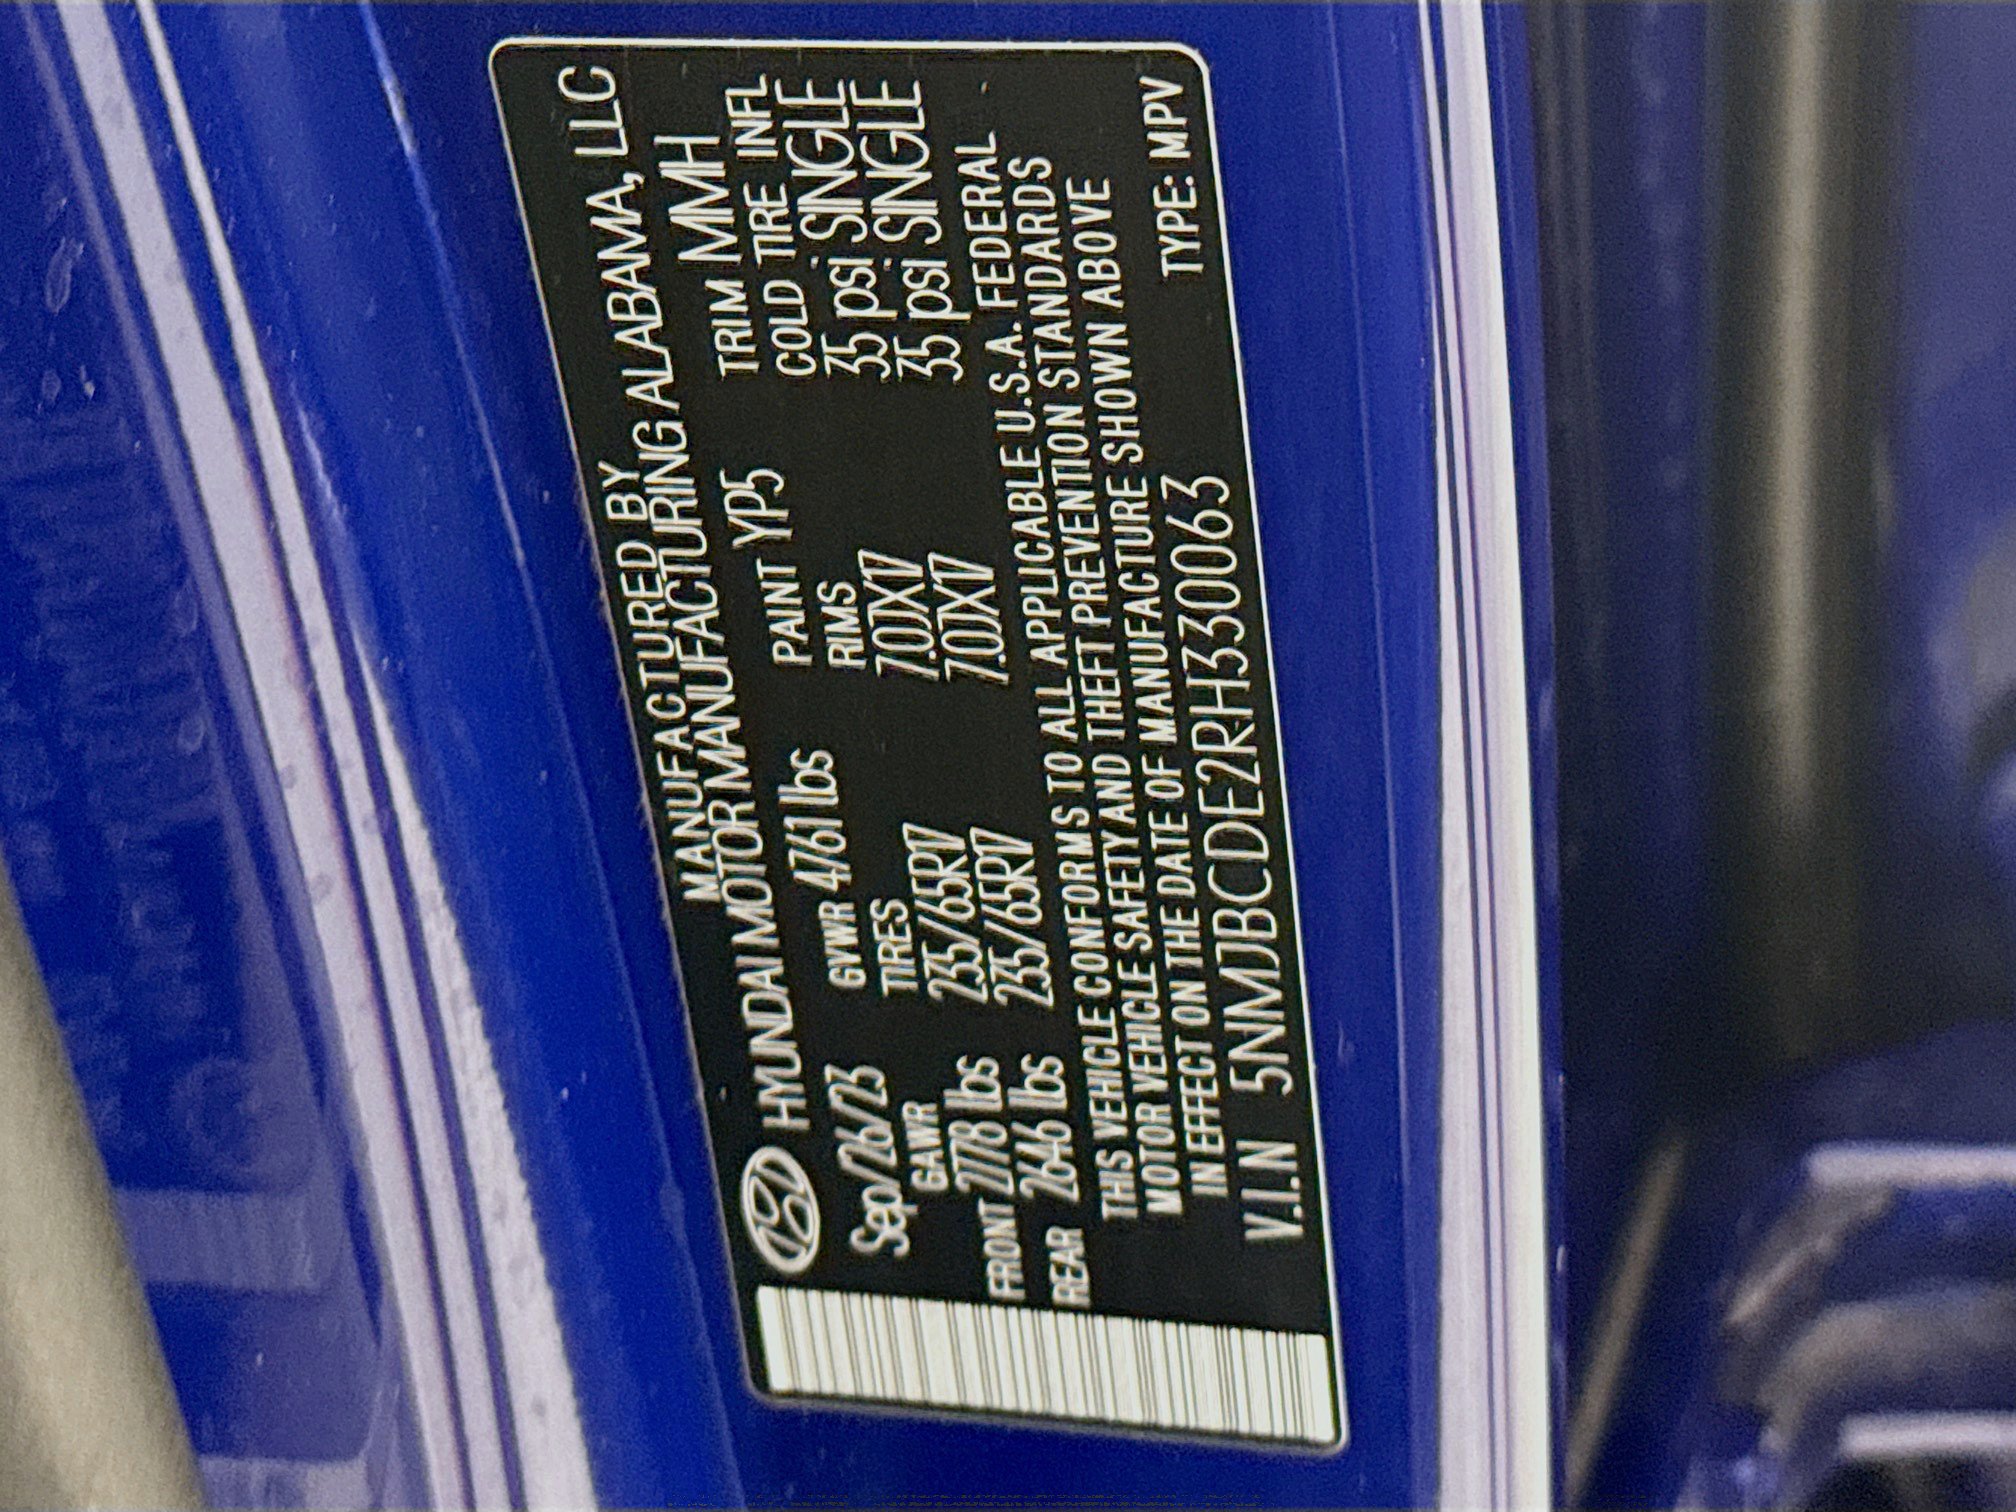 MANUFACTURED BY
HYUNDAI MOTOR MANUFACTURING ALABAMA, LLC
Sep/26/23 GVWR 4761 lbs PAINT YP5 TRIM MMH
GAWR TIRES RIMS COLD TIRE INFL
FRONT 2778 lbs 235/65R17 7.0JX17 35 psi SINGLE
REAR 2646 lbs 235/65R17 7.0JX17 35 psi SINGLE
THIS VEHICLE CONFORMS TO ALL APPLICABLE U.S.A. FEDERAL
MOTOR VEHICLE SAFETY AND THEFT PREVENTION STANDARDS
IN EFFECT ON THE DATE OF MANUFACTURE SHOWN ABOVE
V.I.N 5NMJBCDE2RH330063 TYPE: MPV